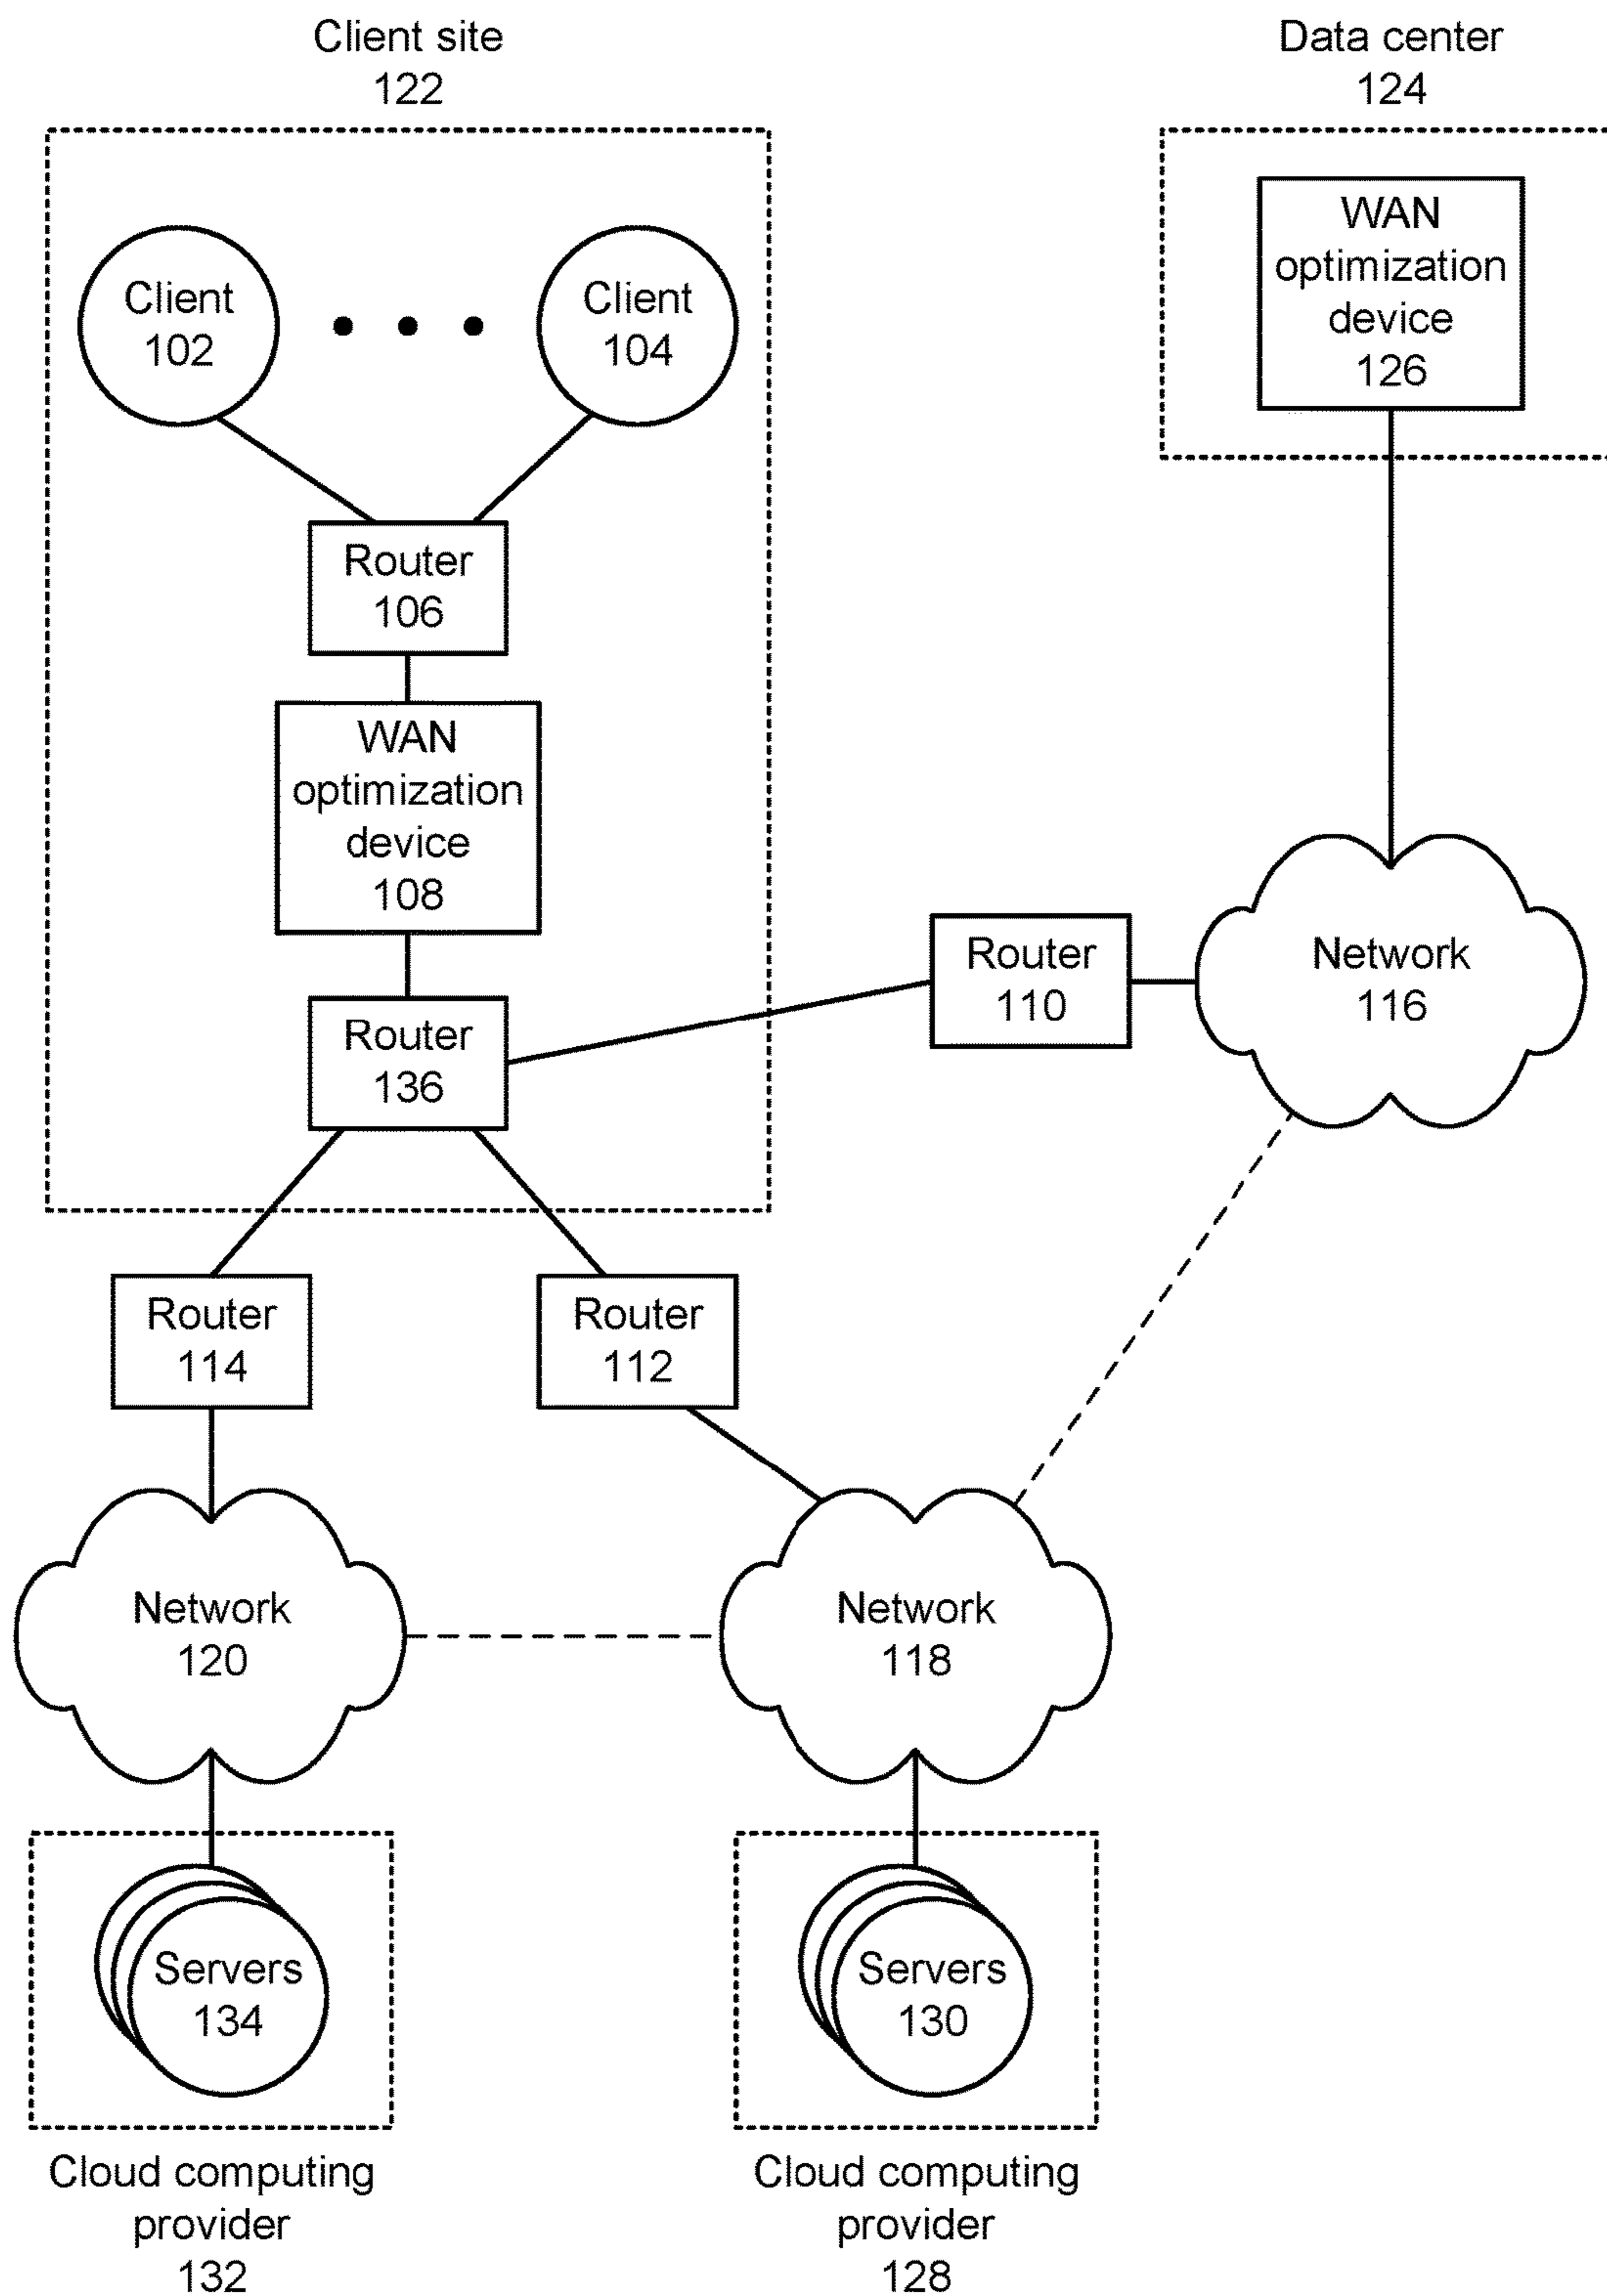 Client site
122
Data center
124
Client
102
Client
104
WAN
optimization
device
126
Router
106
WAN
optimization
device
108
Router
110
Network
116
Router
136
Router
114
Router
112
Network
120
Network
118
Servers
134
Servers
130
Cloud computing
provider
132
Cloud computing
provider
128